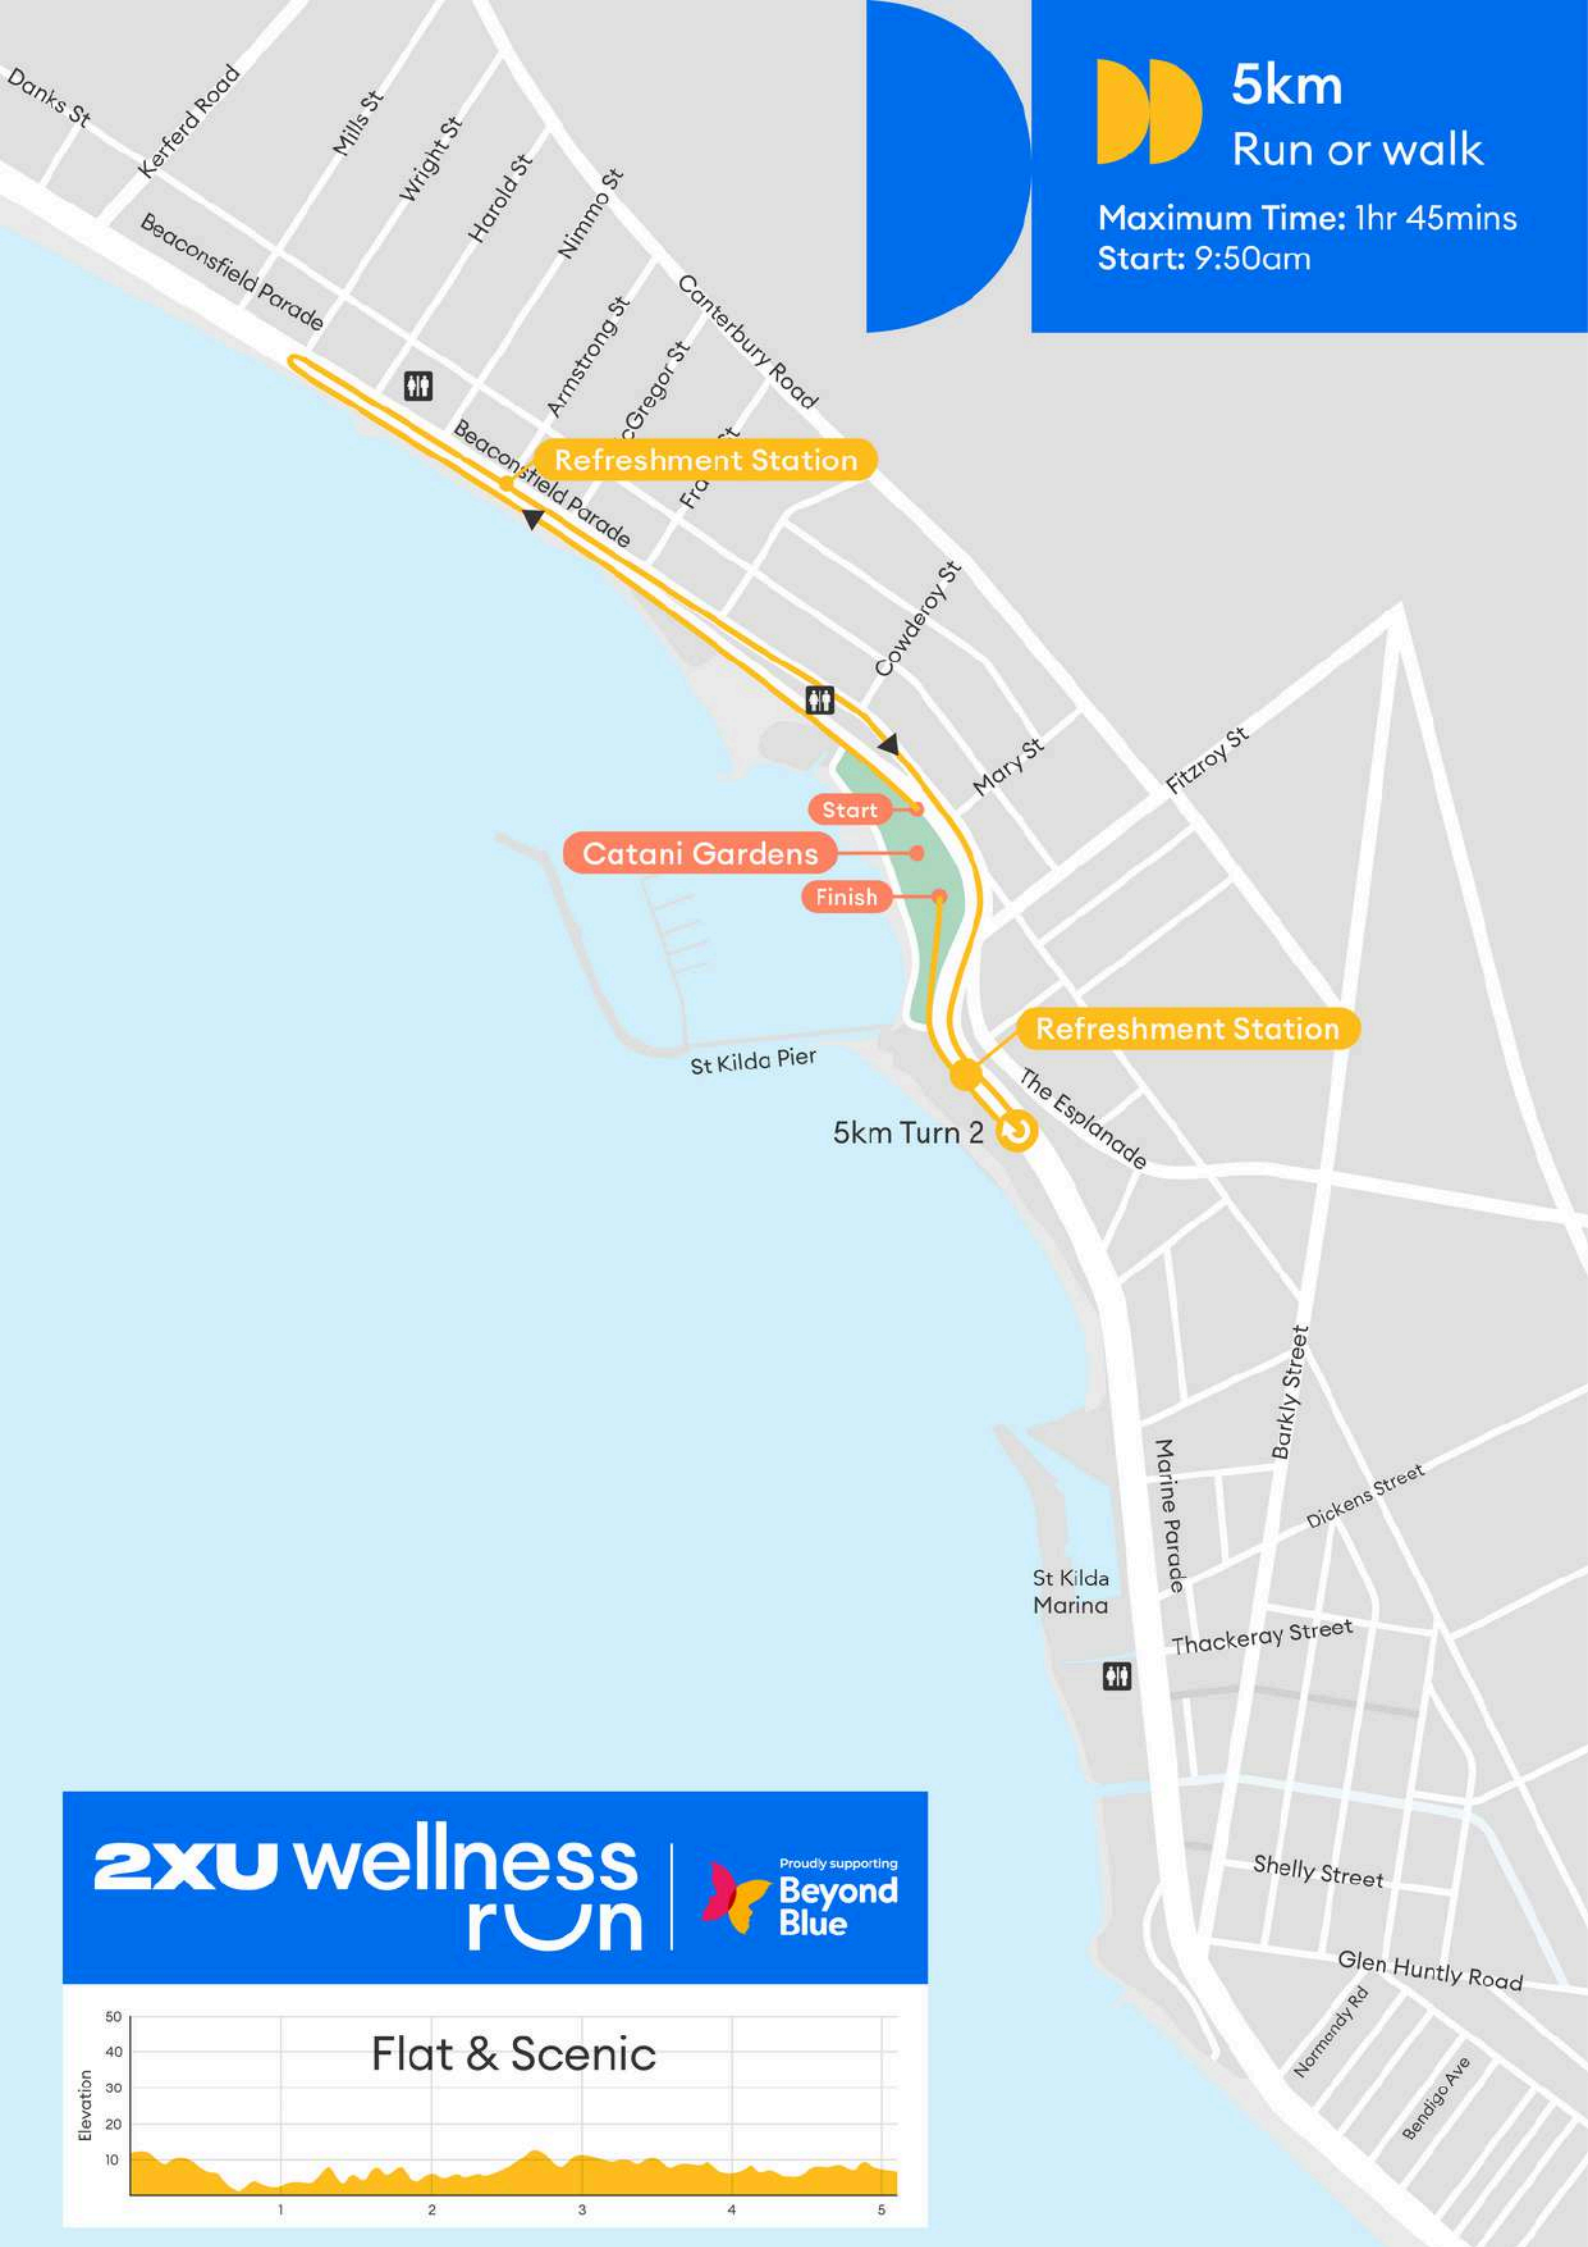 5km
Run or walk
Maximum Time: 1hr 45mins
Start: 9:50am
Danks St
Kerferd Road
Mills St
Wright St
Harold St
Nimmo St
Beaconsfield Parade
Canterbury Road
Armstrong St
cGregor St
Beaconsfield Parade
Refreshment Station
Fra
St
Cowderoy St
Mary St
Fitzroy St
Start
Catani Gardens
Finish
Refreshment Station
St Kilda Pier
The Esplanade
5km Turn 2
Barkly Street
Marine Parade
Dickens Street
St Kilda
Marina
Thackeray Street
Shelly Street
Glen Huntly Road
Normandy Rd
Bendigo Ave
2XU wellness
run
Proudly supporting
Beyond
Blue
Flat & Scenic
Elevation
50
40
30
20
10
1
2
3
4
5